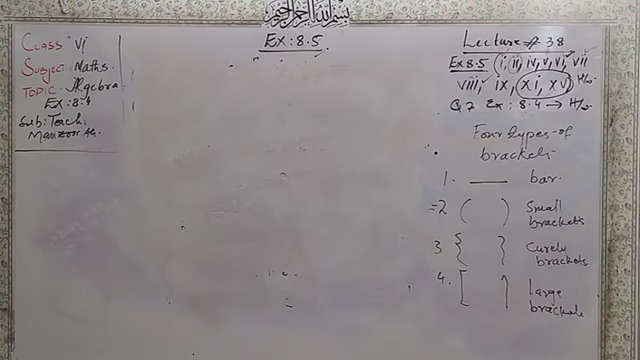 بسم الله الرحمن الرحيم
Class: VI
Subject: Maths.
Topic: Algebra
Ex: 8.4
Sub: Teach:
Ex: 8.5
Lecture # 38
Ex 8.5 i, ii, iv, v, vi, vii
viii, ix, xi, xv H/w.
Q 7 Ex: 8.4 → H/w.
Four types of
brackets
1. — bar.
=2 ( ) Small
brackets
3 { } Curely
brackets
4. [ ] Large
brackets